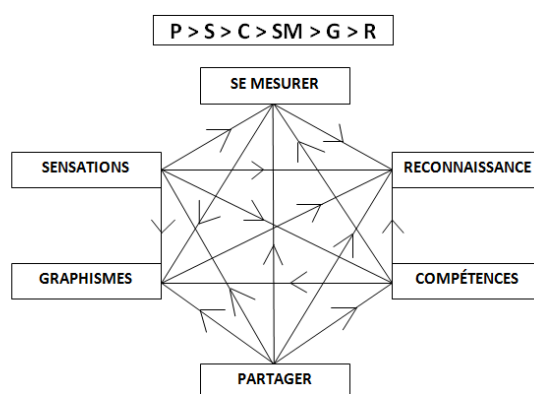 P > S > C > SM > G > R
SE MESURER
SENSATIONS
RECONNAISSANCE
GRAPHISMES
COMPÉTENCES
PARTAGER